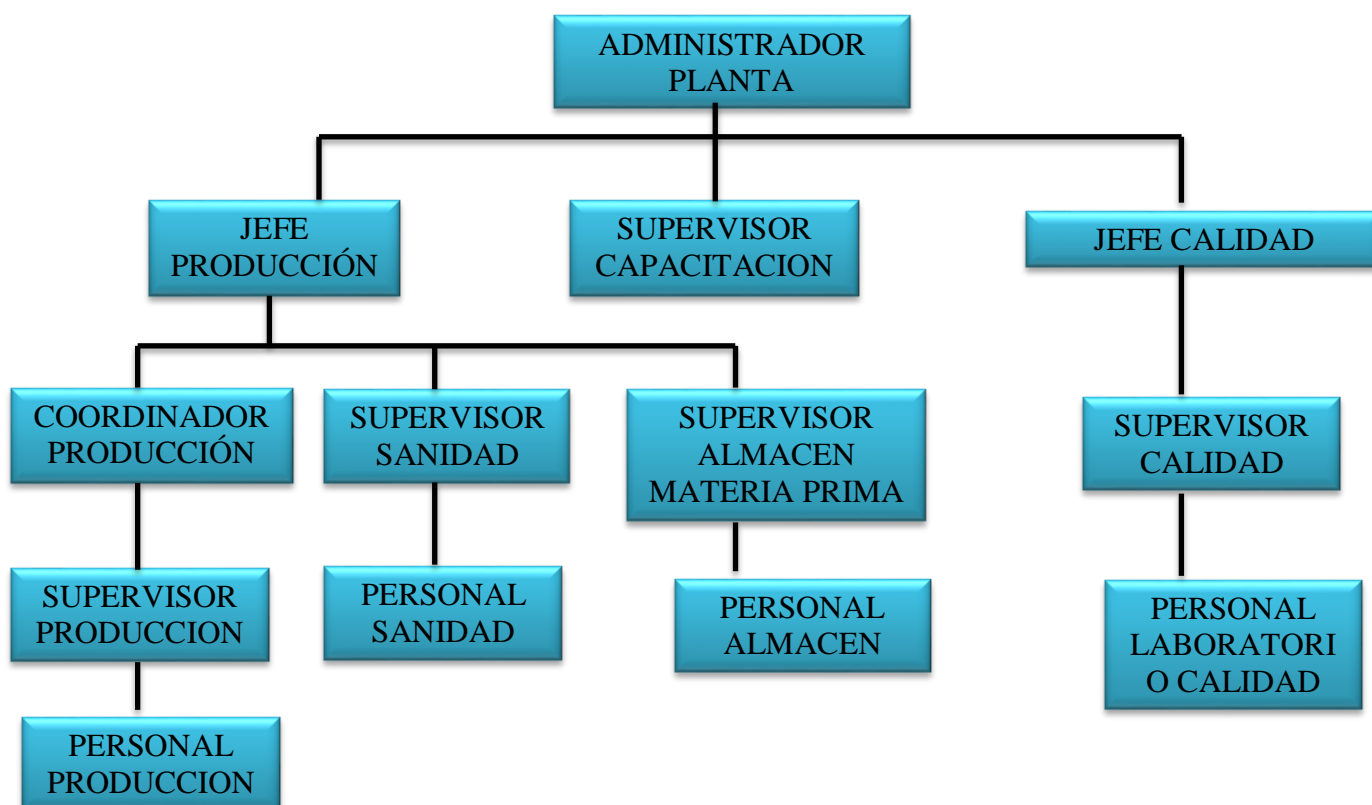 ADMINISTRADOR
PLANTA
JEFE
PRODUCCIÓN
SUPERVISOR
CAPACITACION
JEFE CALIDAD
COORDINADOR
PRODUCCIÓN
SUPERVISOR
SANIDAD
SUPERVISOR
ALMACEN
MATERIA PRIMA
SUPERVISOR
CALIDAD
SUPERVISOR
PRODUCCION
PERSONAL
SANIDAD
PERSONAL
ALMACEN
PERSONAL
LABORATORI
O CALIDAD
PERSONAL
PRODUCCION